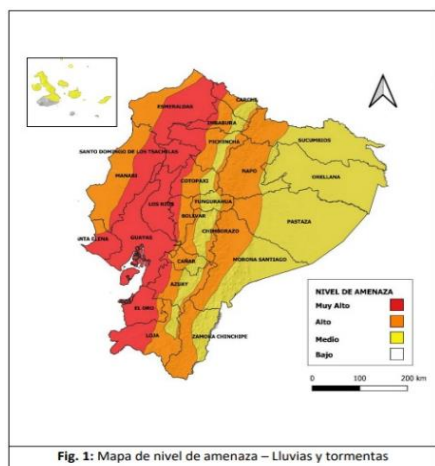 ESMERALDAS
CARCHI
IMBABURA
SUCUMBIOS
PICHINCHA
SANTO DOMINGO DE LOS TSACHILAS
NAPO
ORELLANA
MANABI
COTOPAXI
LOS RIOS
TUNGURAHUA
BOLIVAR
PASTAZA
CHIMBORAZO
GUAYAS
MORONA SANTIAGO
CAÑAR
AZUAY
EL ORO
LOJA
ZAMORA CHINCHIPE
NIVEL DE AMENAZA
Muy Alto
Alto
Medio
Bajo
0 100 200 km
Fig. 1: Mapa de nivel de amenaza – Lluvias y tormentas